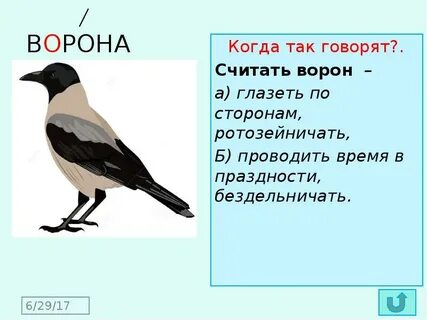 /
ВОРОНА
Когда так говорят?.
Считать ворон –
а) глазеть по
сторонам,
ротозейничать,
Б) проводить время в
праздности,
бездельничать.
6/29/17